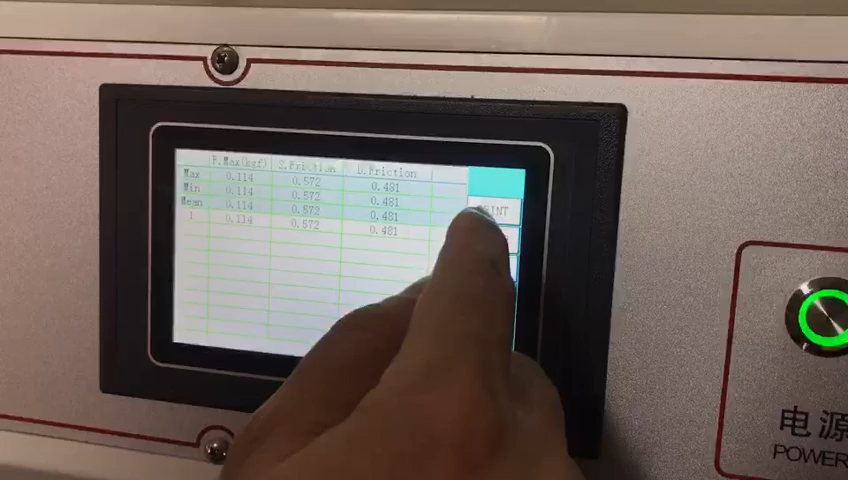 F.Max(kgf) S.Friction D.Friction
Max 0.114 0.572 0.481
Min 0.114 0.572 0.481
Mean 0.114 0.572 0.481
1 0.114 0.572 0.481
PRINT
电源
POWER